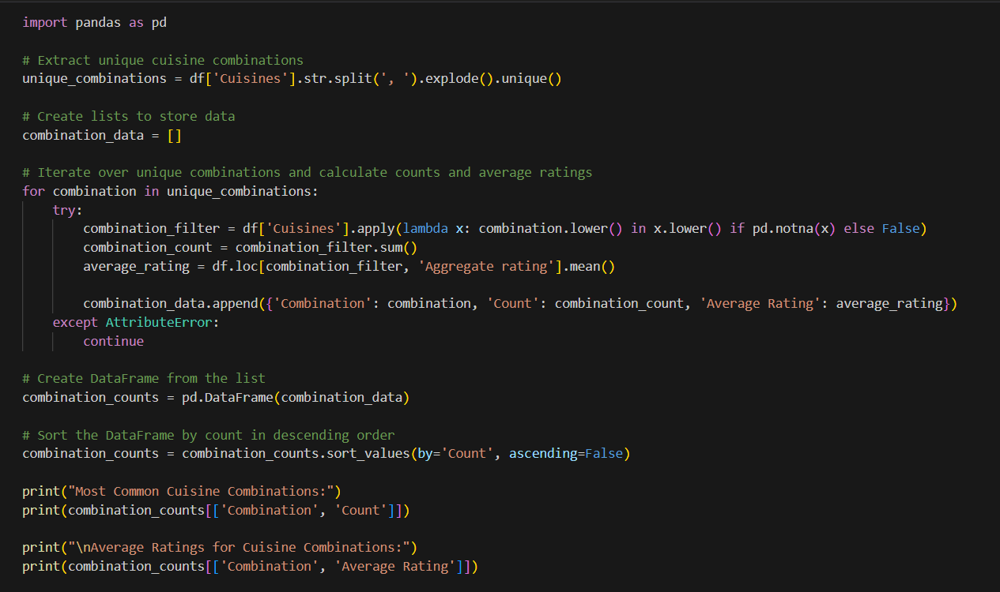 import pandas as pd
# Extract unique cuisine combinations
unique_combinations = df['Cuisines'].str.split(', ').explode().unique()
# Create lists to store data
combination_data = []
# Iterate over unique combinations and calculate counts and average ratings
for combination in unique_combinations:
    try:
        combination_filter = df['Cuisines'].apply(lambda x: combination.lower() in x.lower() if pd.notna(x) else False)
        combination_count = combination_filter.sum()
        average_rating = df.loc[combination_filter, 'Aggregate rating'].mean()
        combination_data.append({'Combination': combination, 'Count': combination_count, 'Average Rating': average_rating})
    except AttributeError:
        continue
# Create DataFrame from the list
combination_counts = pd.DataFrame(combination_data)
# Sort the DataFrame by count in descending order
combination_counts = combination_counts.sort_values(by='Count', ascending=False)
print("Most Common Cuisine Combinations:")
print(combination_counts[['Combination', 'Count']])
print("\nAverage Ratings for Cuisine Combinations:")
print(combination_counts[['Combination', 'Average Rating']])